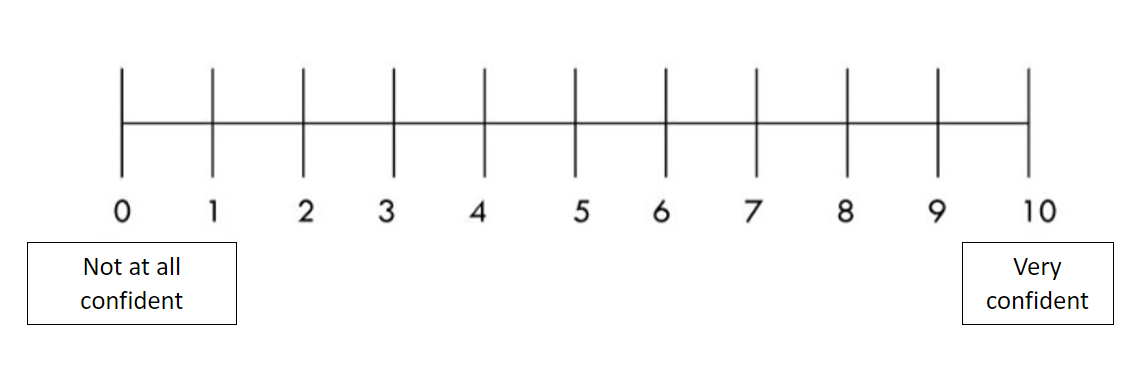 0 1 2 3 4 5 6 7 8 9 10
Not at all
confident
Very
confident